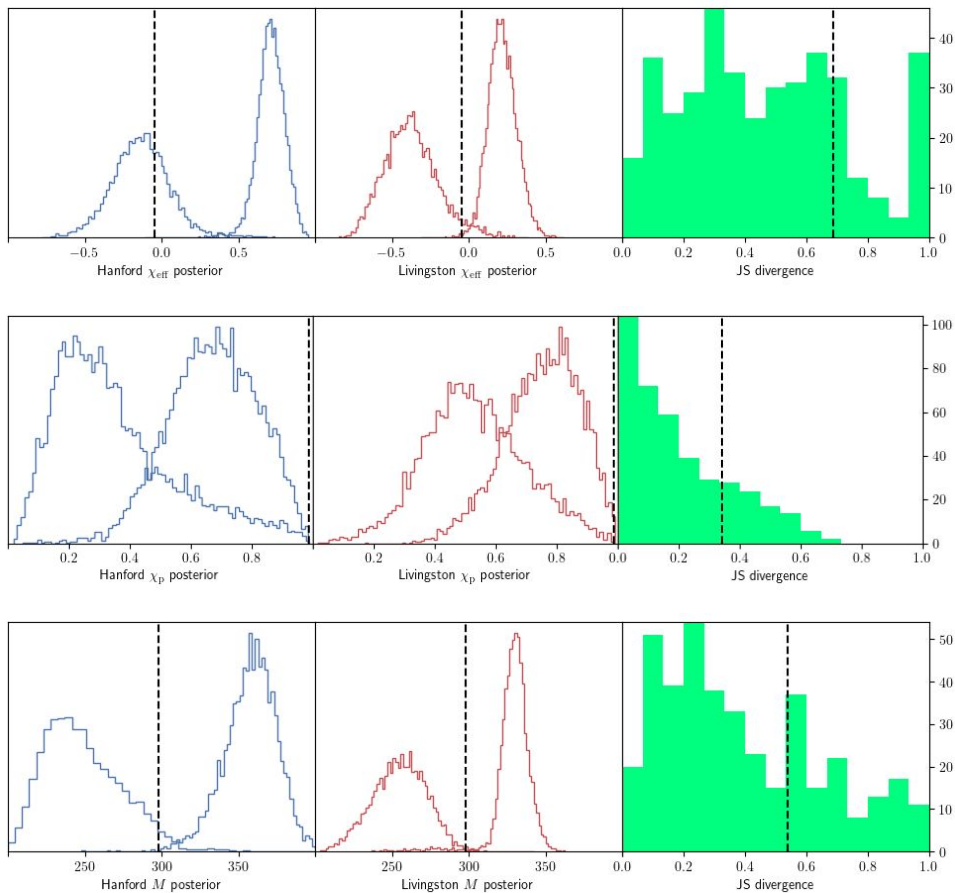 40
30
20
10
0
−0.5 0.0 0.5 −0.5 0.0 0.5 0.0 0.2 0.4 0.6 0.8 1.0
Hanford χeff posterior Livingston χeff posterior JS divergence
100
80
60
40
20
0
0.2 0.4 0.6 0.8 0.2 0.4 0.6 0.8 0.0 0.2 0.4 0.6 0.8 1.0
Hanford χp posterior Livingston χp posterior JS divergence
50
40
30
20
10
0
250 300 350 250 300 350 0.0 0.2 0.4 0.6 0.8 1.0
Hanford M posterior Livingston M posterior JS divergence